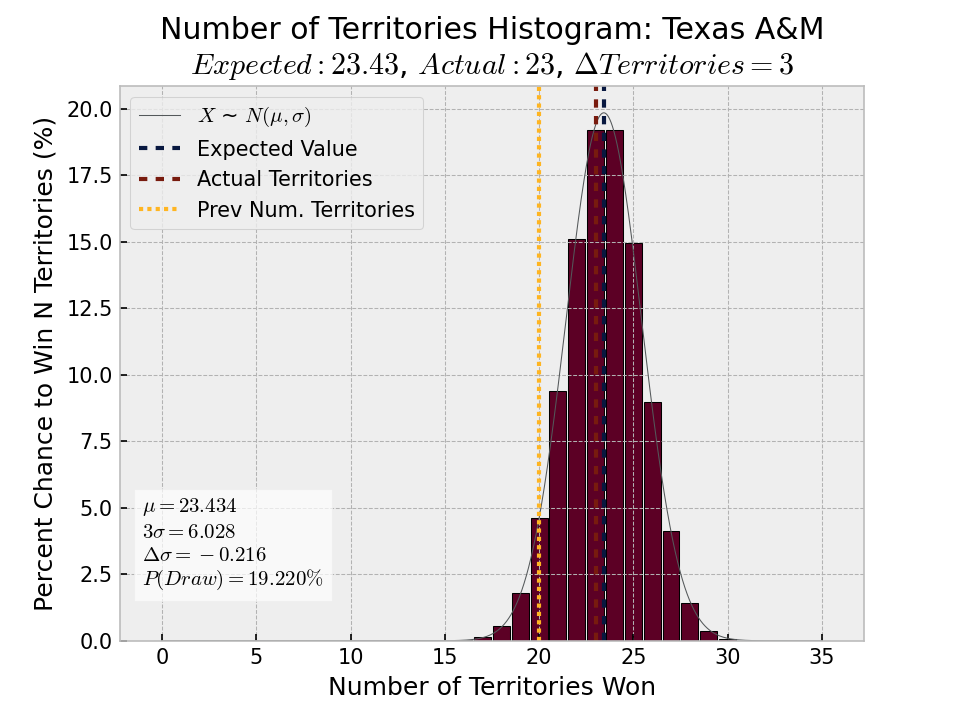 Number of Territories Histogram: Texas A&M
Expected : 23.43, Actual : 23, ΔTerritories = 3
X ~ N(μ, σ)
Expected Value
Actual Territories
Prev Num. Territories
Percent Chance to Win N Territories (%)
20.0
17.5
15.0
12.5
10.0
7.5
5.0
2.5
0.0
μ = 23.434
3σ = 6.028
Δσ = −0.216
P(Draw) = 19.220%
0 5 10 15 20 25 30 35
Number of Territories Won